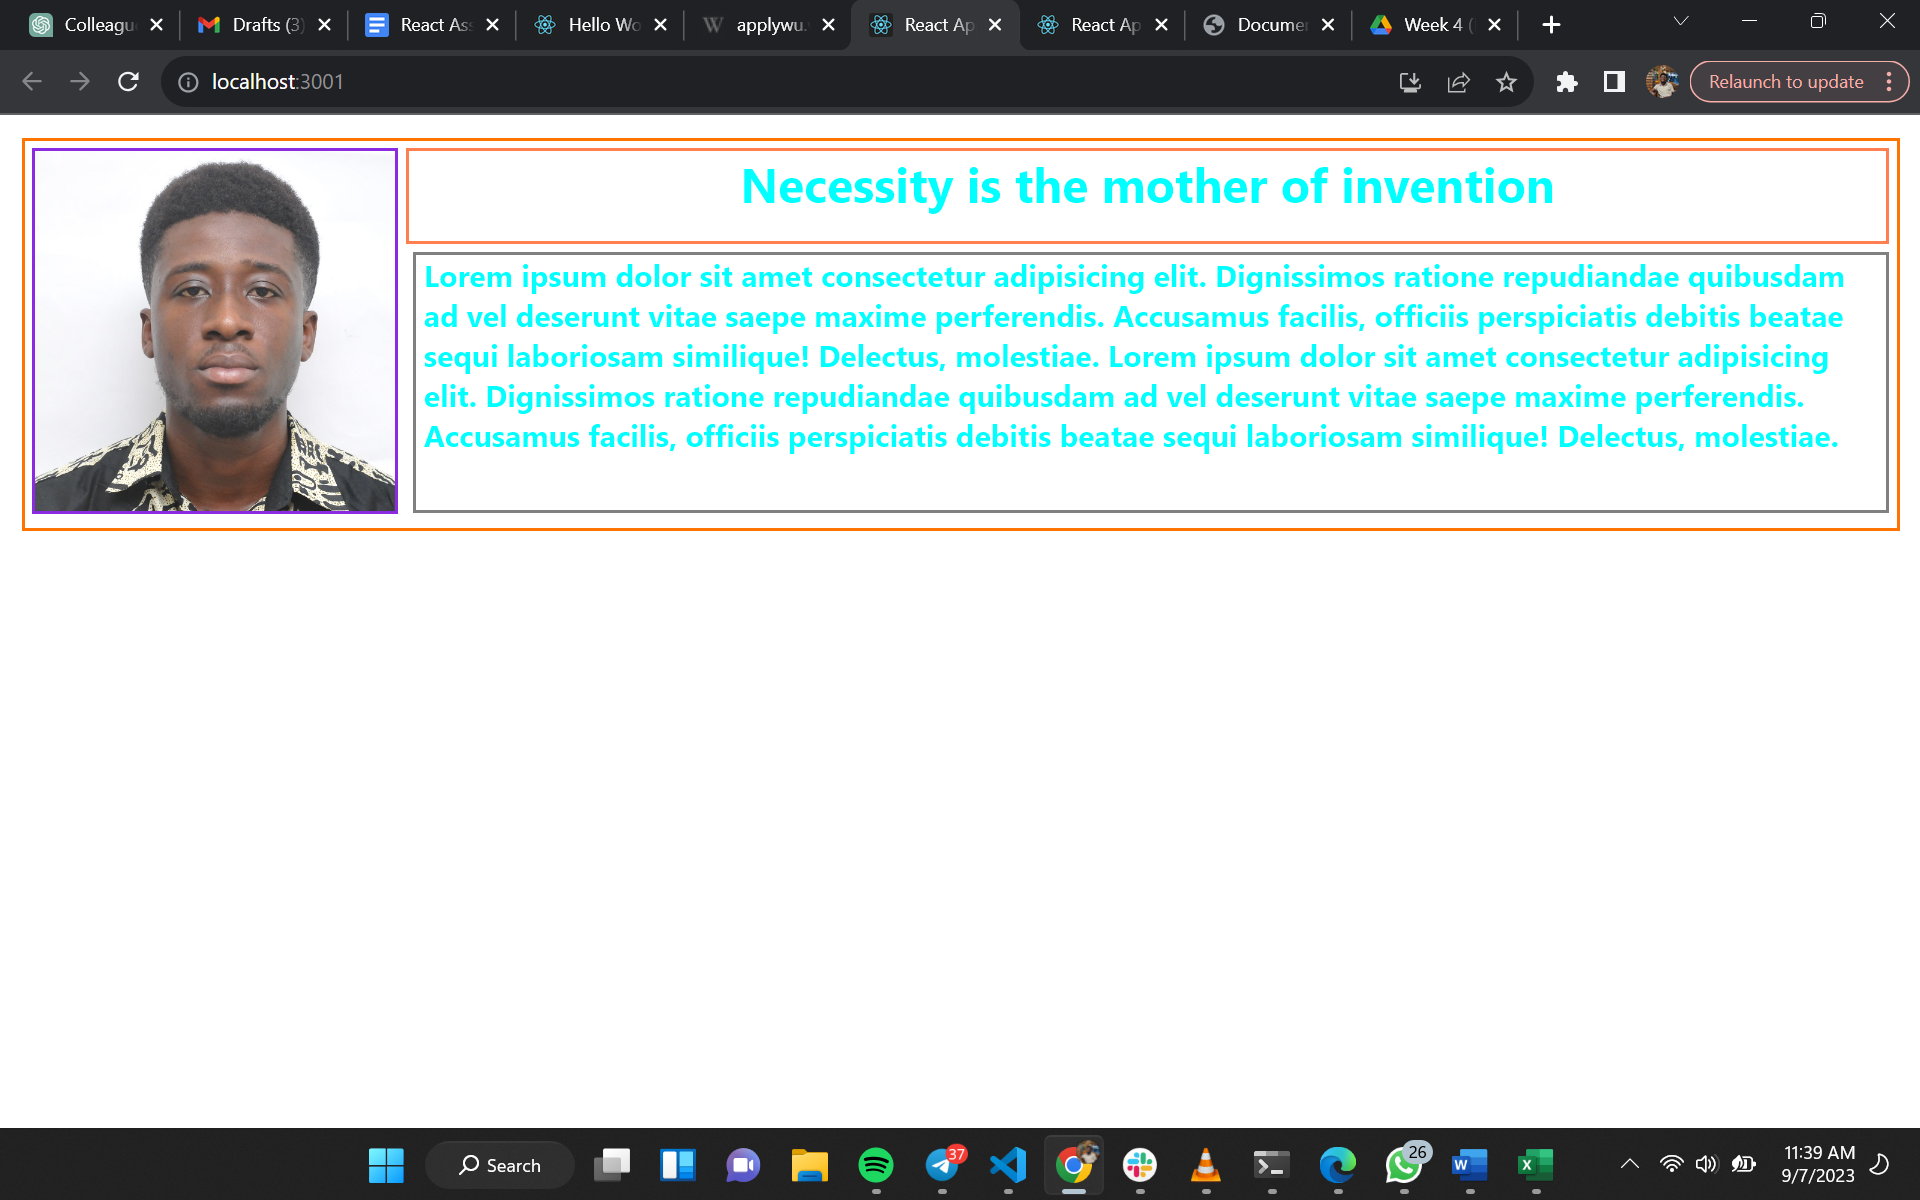 Colleagu
Drafts (3)
React Ass
Hello Wo
applywu.
React Ap
React Ap
Documen
Week 4 (
localhost:3001
Relaunch to update
Necessity is the mother of invention
Lorem ipsum dolor sit amet consectetur adipisicing elit. Dignissimos ratione repudiandae quibusdam
ad vel deserunt vitae saepe maxime perferendis. Accusamus facilis, officiis perspiciatis debitis beatae
sequi laboriosam similique! Delectus, molestiae. Lorem ipsum dolor sit amet consectetur adipisicing
elit. Dignissimos ratione repudiandae quibusdam ad vel deserunt vitae saepe maxime perferendis.
Accusamus facilis, officiis perspiciatis debitis beatae sequi laboriosam similique! Delectus, molestiae.
Search
37
26
11:39 AM
9/7/2023